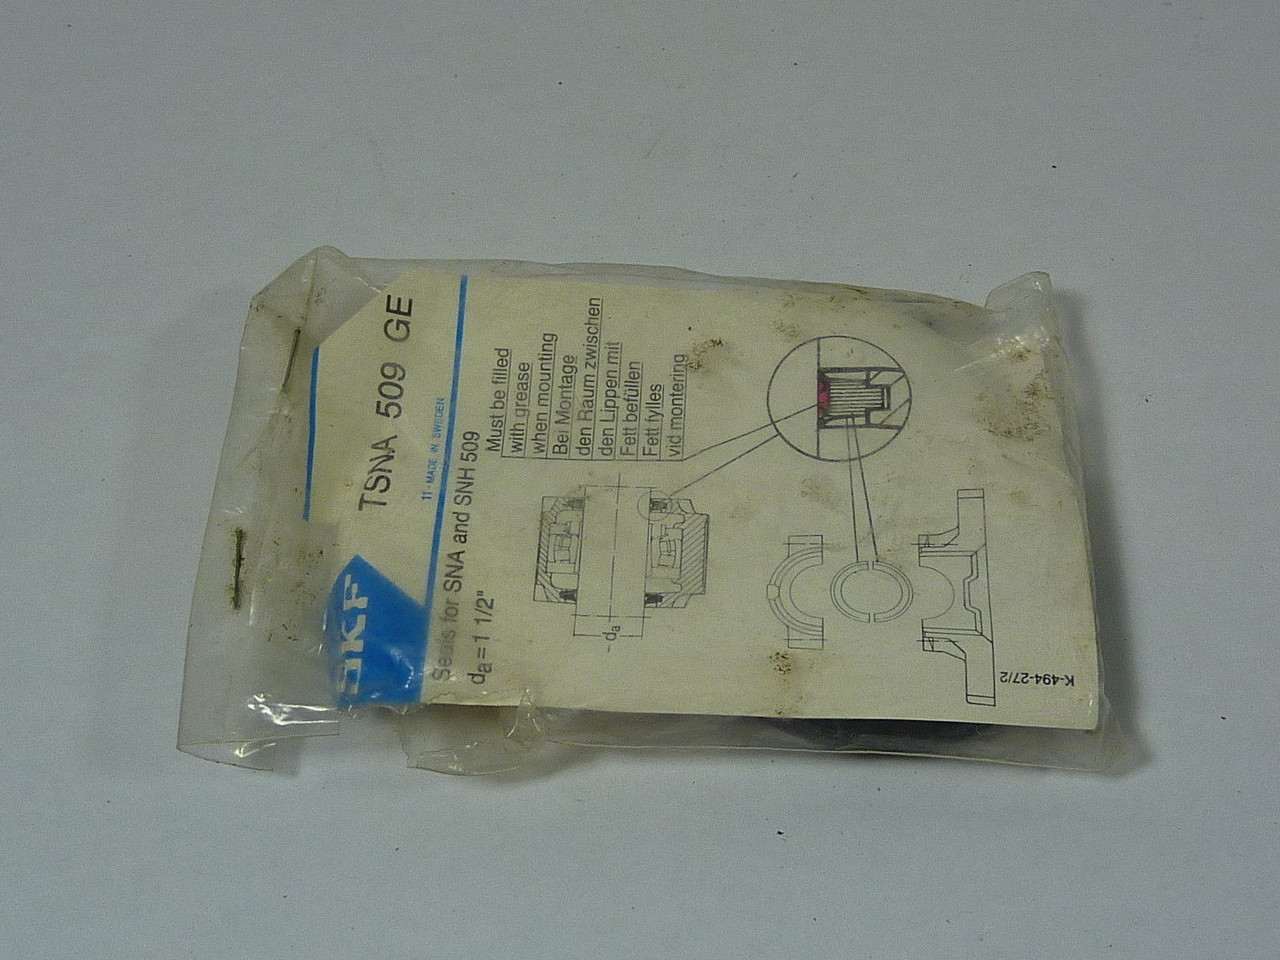 SKF
TSNA 509 GE
11 - MADE IN SWEDEN
Seals for SNA and SNH 509
da = 1 1/2"
Must be filled
with grease
when mounting
Bei Montage
den Raum zwischen
den Lippen mit
Fett befüllen
Fett fylles
vid montering
da
K-494-27/2